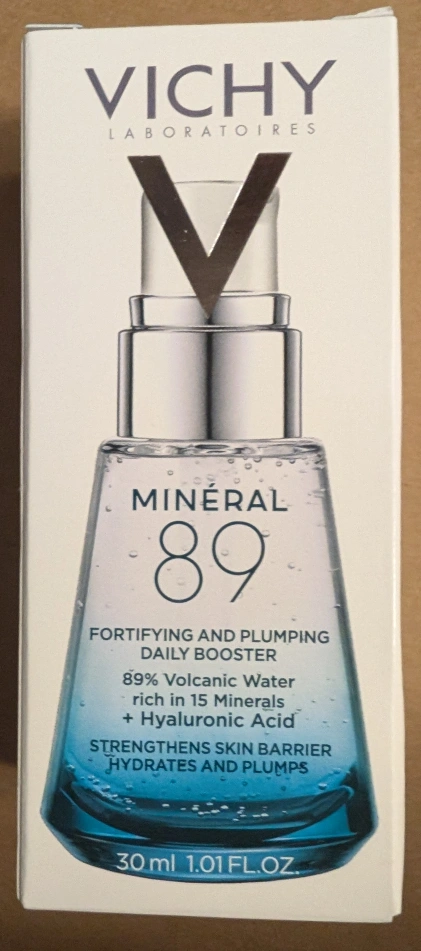 VICHY
LABORATOIRES
MINÉRAL
89
FORTIFYING AND PLUMPING
DAILY BOOSTER
89% Volcanic Water
rich in 15 Minerals
+ Hyaluronic Acid
STRENGTHENS SKIN BARRIER
HYDRATES AND PLUMPS
30 ml 1.01 FL.OZ.